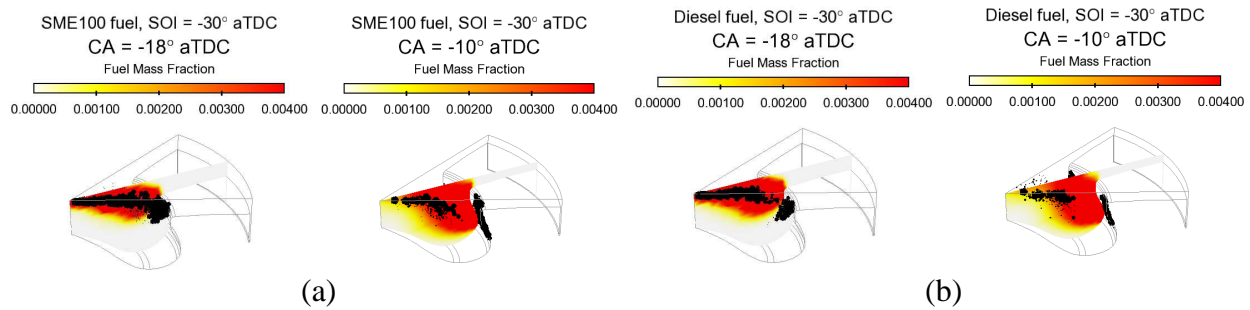 SME100 fuel, SOI = -30° aTDC
CA = -18° aTDC
Fuel Mass Fraction
0.00000 0.00100 0.00200 0.00300 0.00400
SME100 fuel, SOI = -30° aTDC
CA = -10° aTDC
Fuel Mass Fraction
0.00000 0.00100 0.00200 0.00300 0.00400
(a)
Diesel fuel, SOI = -30° aTDC
CA = -18° aTDC
Fuel Mass Fraction
0.00000 0.00100 0.00200 0.00300 0.00400
Diesel fuel, SOI = -30° aTDC
CA = -10° aTDC
Fuel Mass Fraction
0.00000 0.00100 0.00200 0.00300 0.00400
(b)